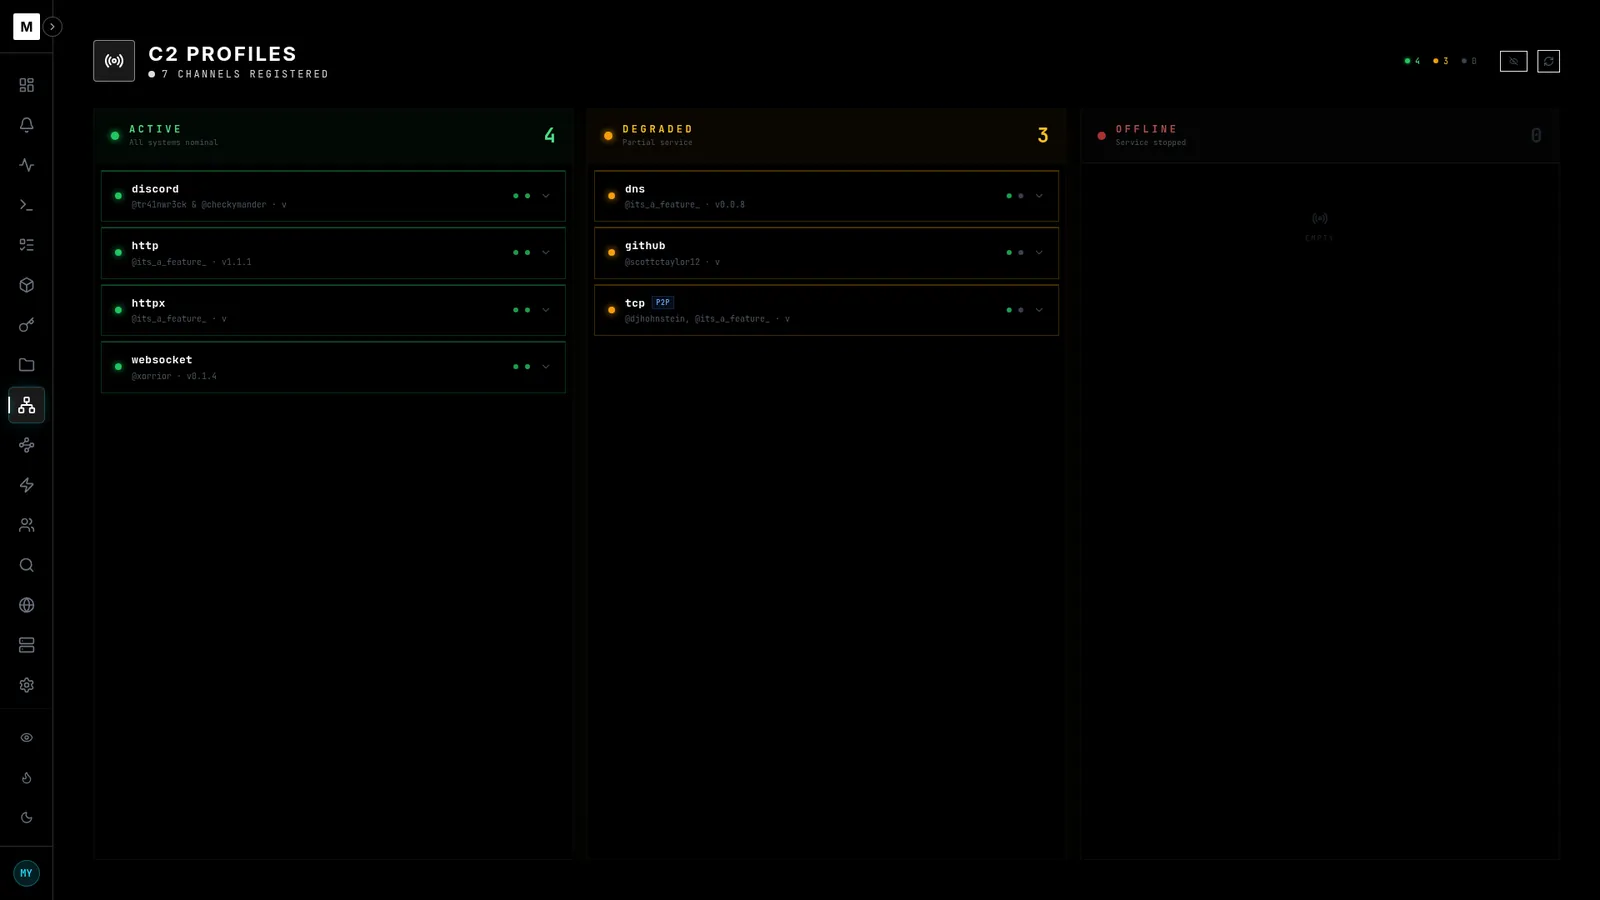 M
C2 PROFILES
7 CHANNELS REGISTERED
4 3 0
ACTIVE
All systems nominal
4
discord
@tr41nwr3ck & @checkymander · v
http
@its_a_feature_ · v1.1.1
httpx
@its_a_feature_ · v
websocket
@xorrior · v0.1.4
DEGRADED
Partial service
3
dns
@its_a_feature_ · v0.0.8
github
@scottctaylor12 · v
tcp P2P
@djhohnstein, @its_a_feature_ · v
OFFLINE
Service stopped
0
EMPTY
MY